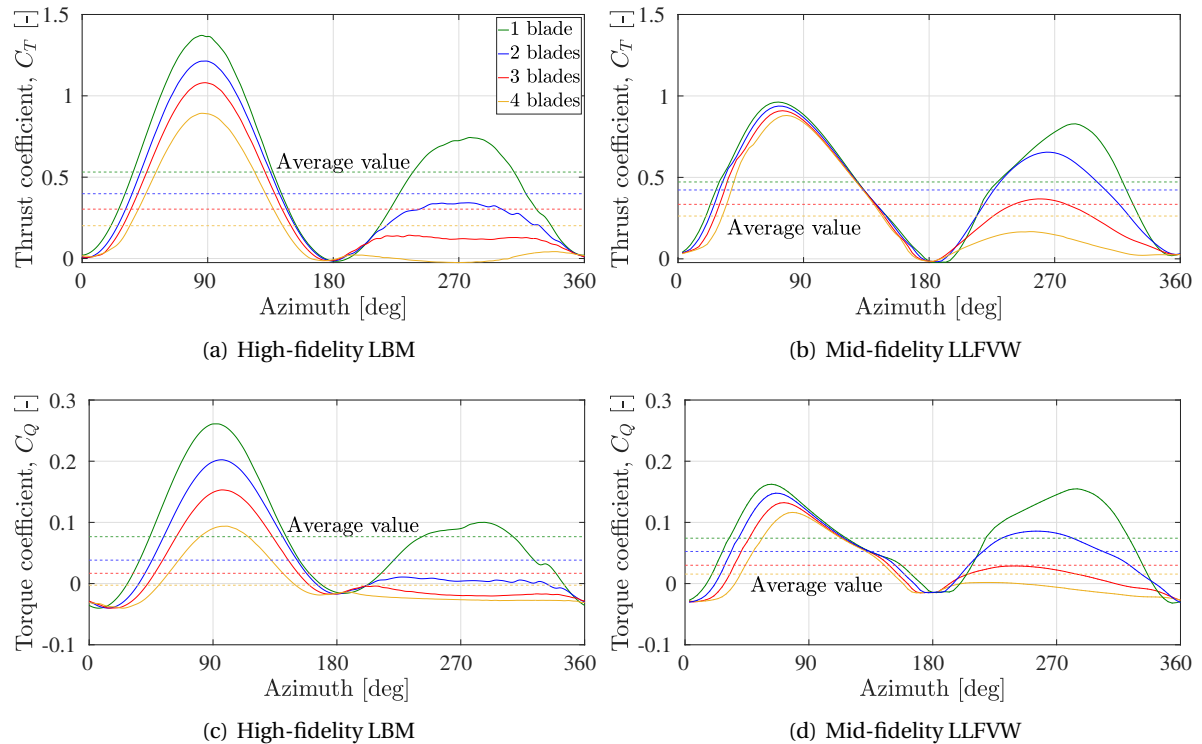 Thrust coefficient, C_T [-]
1.5
1
0.5
0
1 blade
2 blades
3 blades
4 blades
Average value
0 90 180 270 360
Azimuth [deg]
(a) High-fidelity LBM
Thrust coefficient, C_T [-]
1.5
1
0.5
0
Average value
0 90 180 270 360
Azimuth [deg]
(b) Mid-fidelity LLFVW
Torque coefficient, C_Q [-]
0.3
0.2
0.1
0
-0.1
Average value
0 90 180 270 360
Azimuth [deg]
(c) High-fidelity LBM
Torque coefficient, C_Q [-]
0.3
0.2
0.1
0
-0.1
Average value
0 90 180 270 360
Azimuth [deg]
(d) Mid-fidelity LLFVW